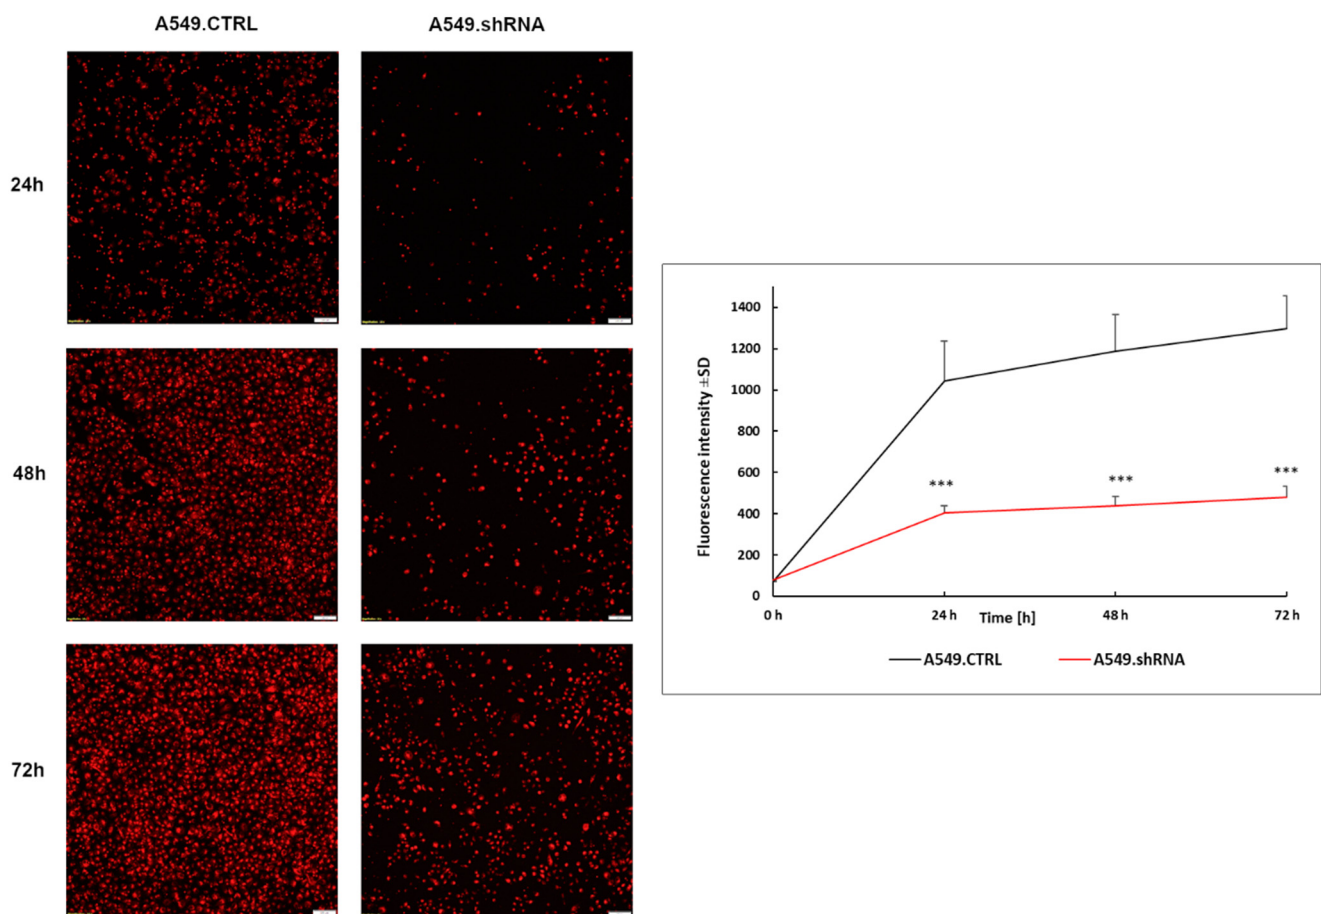 A549.CTRL A549.shRNA
24h
48h
72h
1400
1200
1000
800
600
400
200
0
Fluorescence intensity ±SD
*** *** ***
0 h 24 h 48 h 72 h
Time [h]
A549.CTRL A549.shRNA